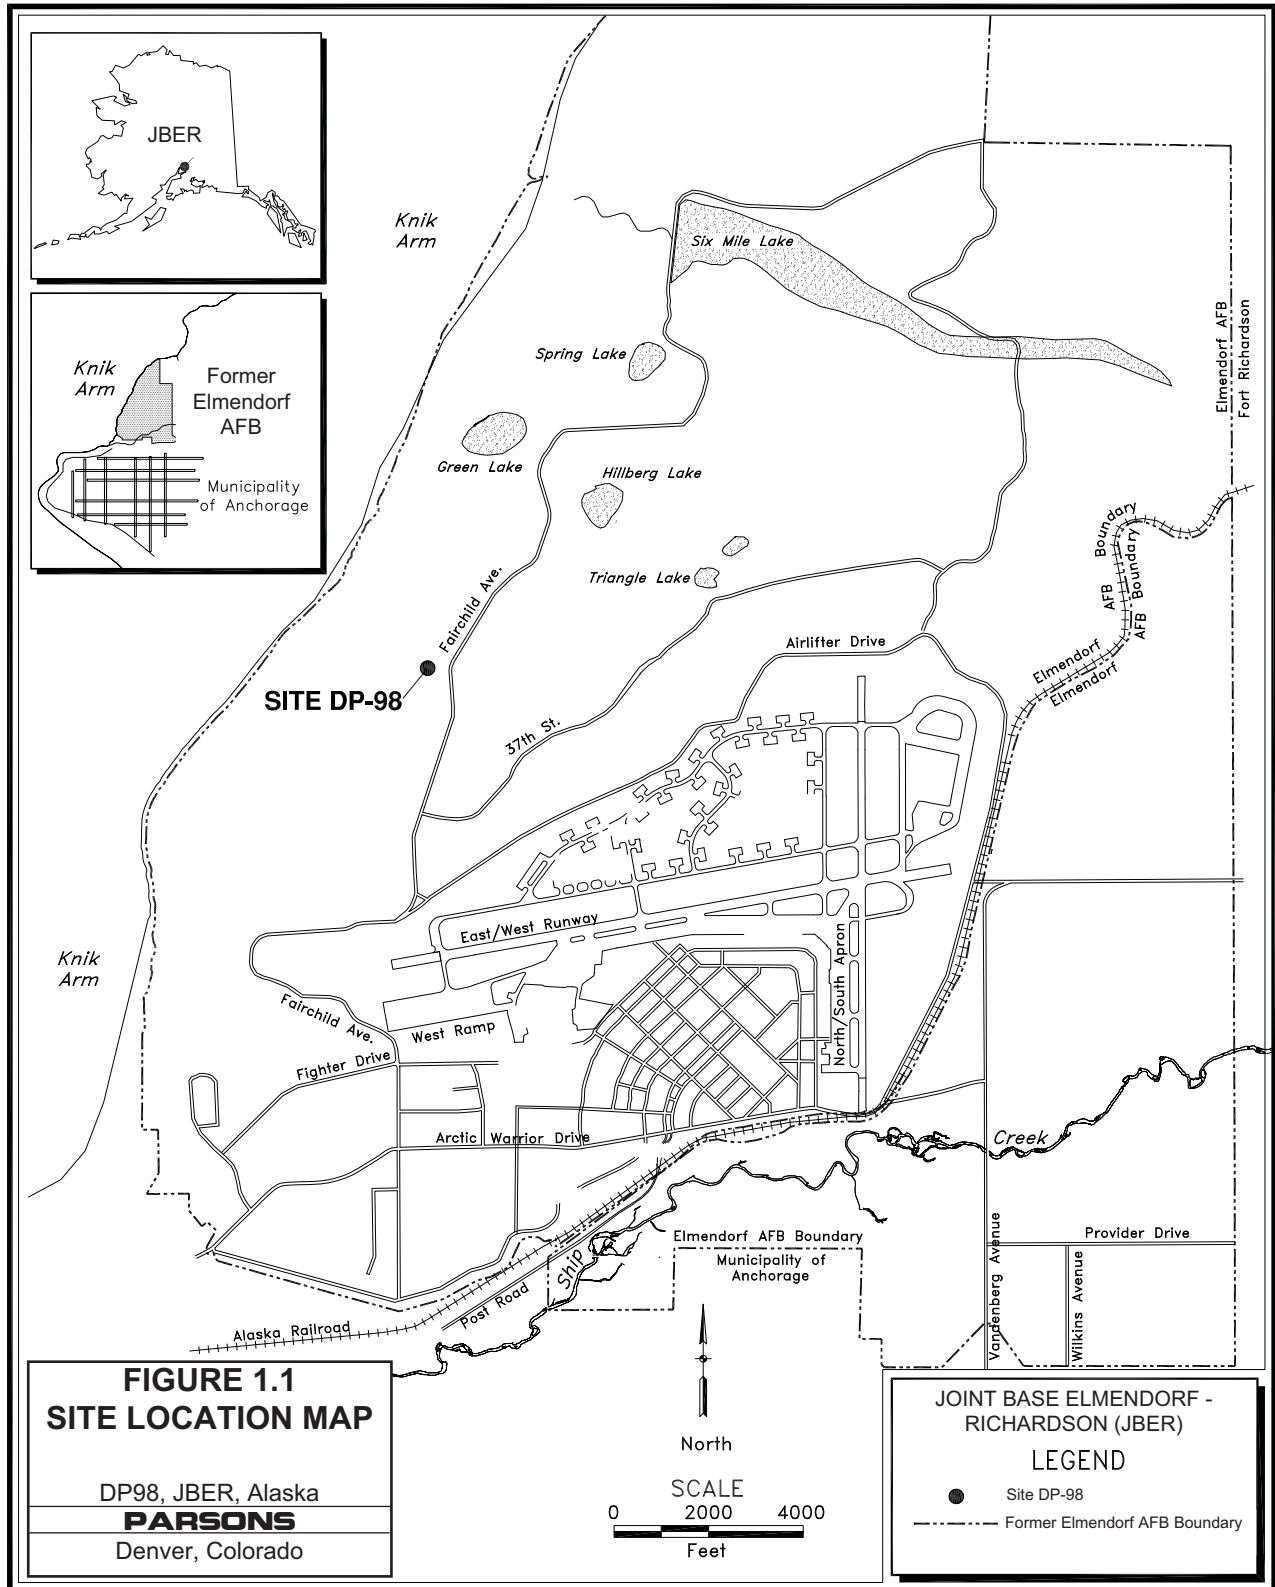 JBER
Knik
Arm
Former
Elmendorf
AFB
Municipality
of Anchorage
Knik
Arm
Six Mile Lake
Spring Lake
Green Lake
Hillberg Lake
Triangle Lake
Elmendorf AFB
Fort Richardson
AFB Boundary
AFB Boundary
Elmendorf
Elmendorf
Fairchild Ave.
SITE DP-98
Airlifter Drive
37th St.
East/West Runway
North/South Apron
Knik
Arm
Fairchild Ave.
West Ramp
Fighter Drive
Arctic Warrior Drive
Creek
Ship
Elmendorf AFB Boundary
Municipality of
Anchorage
Provider Drive
Vandenberg Avenue
Wilkins Avenue
Post Road
Alaska Railroad
FIGURE 1.1
SITE LOCATION MAP
DP98, JBER, Alaska
PARSONS
Denver, Colorado
North
SCALE
0 2000 4000
Feet
JOINT BASE ELMENDORF -
RICHARDSON (JBER)
LEGEND
Site DP-98
Former Elmendorf AFB Boundary